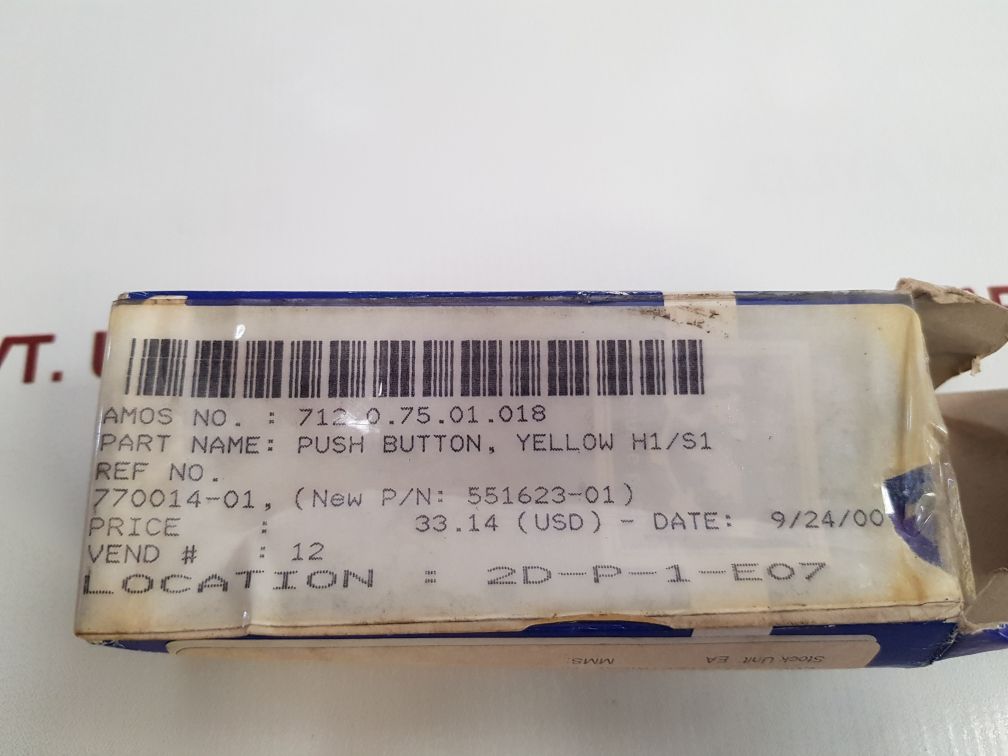 AMOS NO. : 712 0.75.01.018
PART NAME: PUSH BUTTON, YELLOW H1/S1
REF NO.
770014-01, (New P/N: 551623-01)
PRICE : 33.14 (USD) - DATE: 9/24/00
VEND # : 12
LOCATION : 2D-P-1-E07
Stock Unit EA MMS: